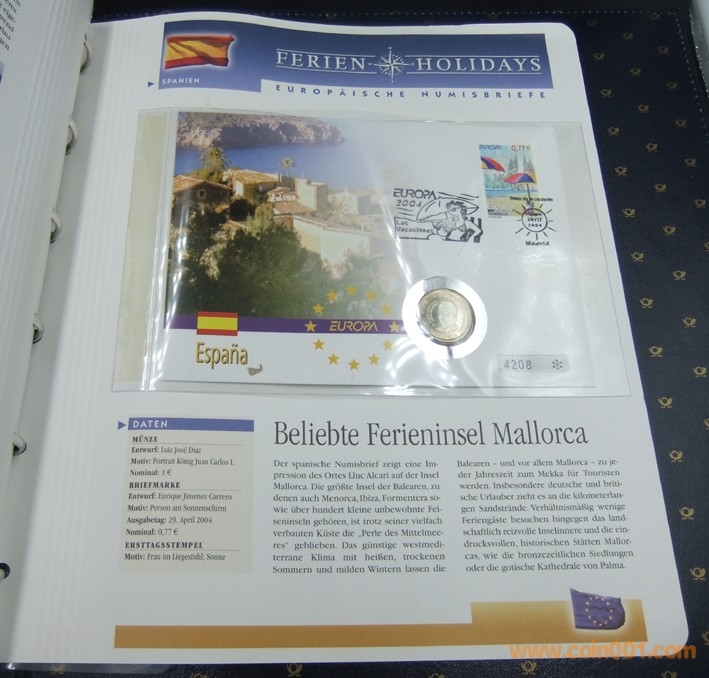 FERIEN HOLIDAYS
SPANIEN
EUROPÄISCHE NUMISBRIEFE
EUROPA 0,77 €
EUROPA
2004
Las
Vacaciones
2004
Madrid
EUROPA
España
4208
DATEN
MÜNZE
Entwurf: Luiz José Diaz
Motiv: Portrait König Juan Carlos I.
Nominal: 1 €
BRIEFMARKE
Entwurf: Enrique Jimenez Carrero
Motiv: Person am Sonnenschirm
Ausgabetag: 29. April 2004
Nominal: 0,77 €
ERSTTAGSSTEMPEL
Motiv: Frau im Liegestuhl; Sonne
Beliebte Ferieninsel Mallorca
Der spanische Numisbrief zeigt eine Im-
pression des Ortes Lluc Alcari auf der Insel
Mallorca. Die größte Insel der Balearen, zu
denen auch Menorca, Ibiza, Formentera so-
wie über hundert kleine unbewohnte Fel-
seninseln gehören, ist trotz seiner vielfach
verbauten Küste die „Perle des Mittelmee-
res“ geblieben. Das günstige westmedi-
terrane Klima mit heißen, trockenen
Sommern und milden Wintern lassen die
Balearen – und vor allem Mallorca – zu je-
der Jahreszeit zum Mekka für Touristen
werden. Insbesondere deutsche und briti-
sche Urlauber zieht es an die kilometerlan-
gen Sandstrände. Verhältnismäßig wenige
Feriengäste besuchen hingegen das land-
schaftlich reizvolle Inselinnere und die ein-
drucksvollen, historischen Stätten Mallor-
cas, wie die bronzezeitlichen Siedlungen
oder die gotische Kathedrale von Palma.
www.coin001.com